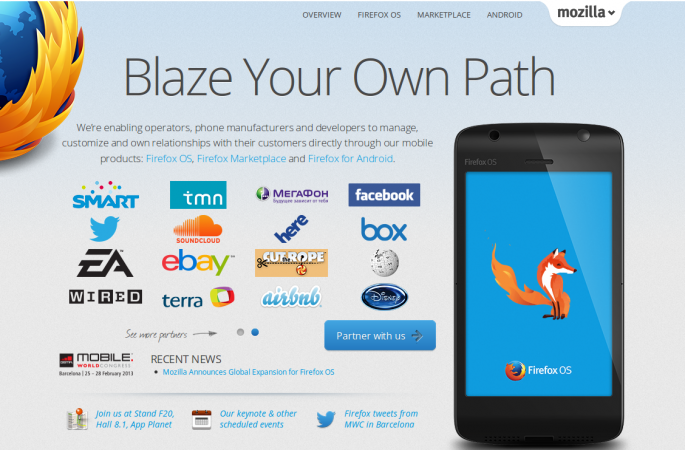 OVERVIEW FIREFOX OS MARKETPLACE ANDROID mozilla
Blaze Your Own Path
We're enabling operators, phone manufacturers and developers to manage,
customize and own relationships with their customers directly through our mobile
products: Firefox OS, Firefox Marketplace and Firefox for Android.
Firefox OS
SMART tmn МЕГАФОН facebook
Будущее зависит от тебя
SOUNDCLOUD here box
EA ebay CUT THE ROPE
WIRED terra airbnb Disney
See more partners
Partner with us
Firefox OS
MOBILE
WORLD CONGRESS
Barcelona | 25 - 28 February 2013
RECENT NEWS
Mozilla Announces Global Expansion for Firefox OS
Join us at Stand F20,
Hall 8.1, App Planet
Our keynote & other
scheduled events
Firefox tweets from
MWC in Barcelona